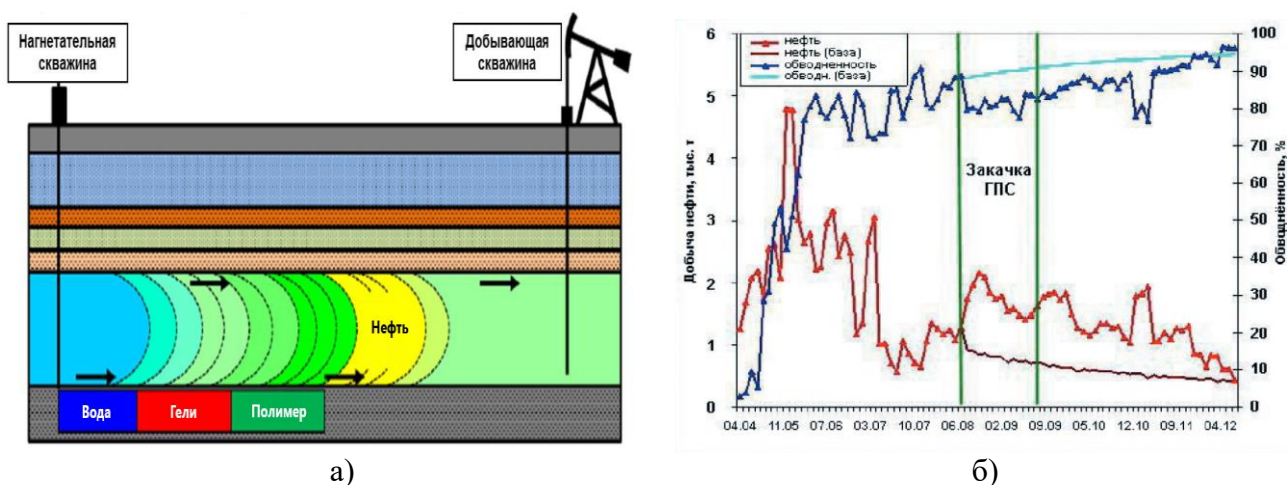 Нагнетательная
скважина
Добывающая
скважина
Нефть
Вода
Гели
Полимер
а)
нефть
нефть (база)
обводненность
обводн. (база)
Закачка
ГПС
Добыча нефти, тыс. т
6
5
4
3
2
1
0
Обводнённость, %
100
90
80
70
60
50
40
30
20
10
0
04.04 11.05 07.06 03.07 10.07 06.08 02.09 09.09 05.10 12.10 09.11 04.12
б)